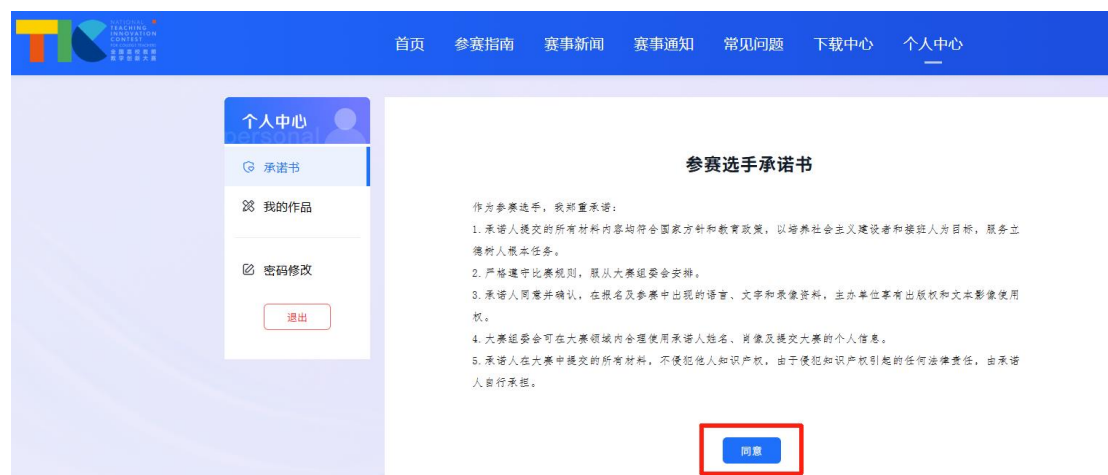 TIC
NATIONAL
TEACHING
INNOVATION
CONTEST
全国高校教师
教学创新大赛
首页 参赛指南 赛事新闻 赛事通知 常见问题 下载中心 个人中心
个人中心
personal
承诺书
我的作品
密码修改
退出
参赛选手承诺书
作为参赛选手，我郑重承诺：
1.承诺人提交的所有材料内容均符合国家方针和教育政策，以培养社会主义建设者和接班人为目标，服务立
德树人根本任务。
2.严格遵守比赛规则，服从大赛组委会安排。
3.承诺人同意并确认，在报名及参赛中出现的语言、文字和录像资料，主办单位享有出版权和文本影像使用
权。
4.大赛组委会可在大赛领域内合理使用承诺人姓名、肖像及提交大赛的个人信息。
5.承诺人在大赛中提交的所有材料，不侵犯他人知识产权，由于侵犯知识产权引起的任何法律责任，由承诺
人自行承担。
同意